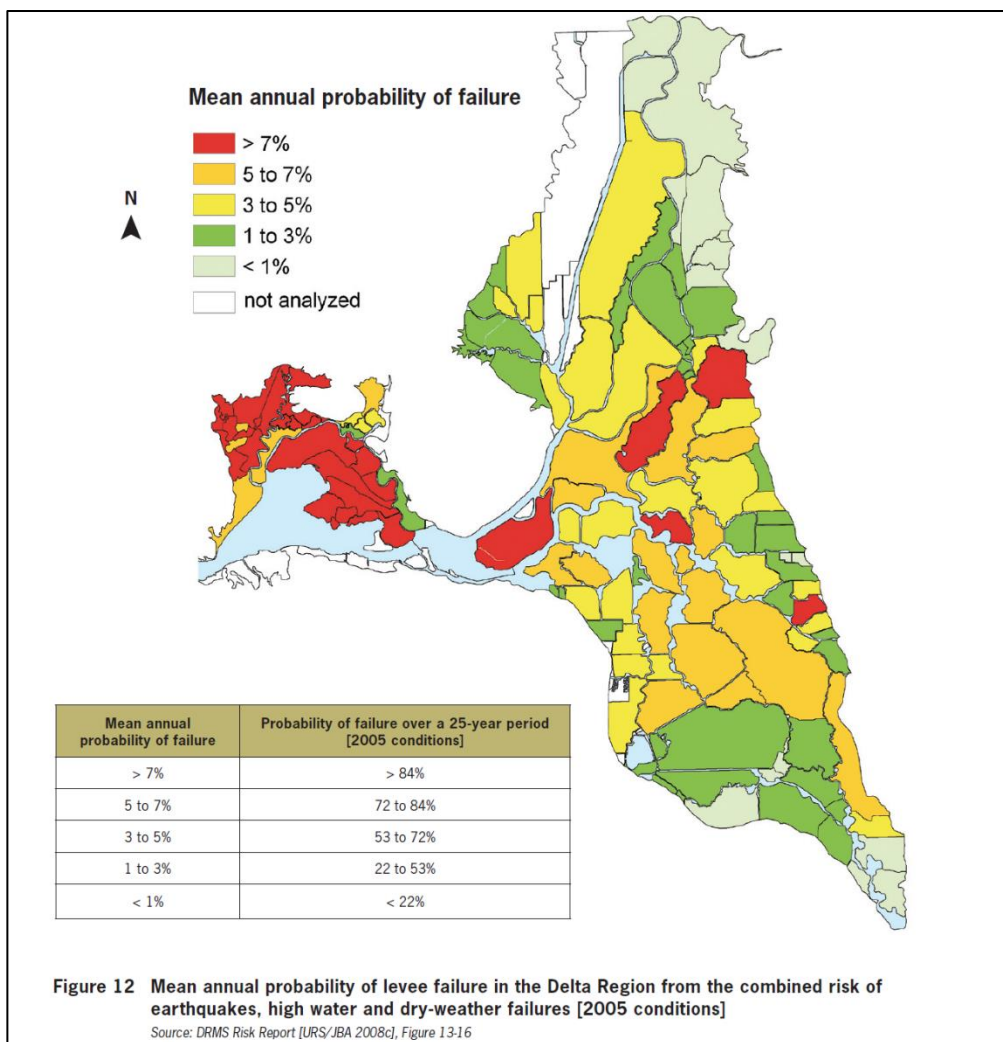 Mean annual probability of failure
> 7%
5 to 7%
3 to 5%
1 to 3%
< 1%
not analyzed
N
Mean annual probability of failure
Probability of failure over a 25-year period [2005 conditions]
> 7%
> 84%
5 to 7%
72 to 84%
3 to 5%
53 to 72%
1 to 3%
22 to 53%
< 1%
< 22%
Figure 12 Mean annual probability of levee failure in the Delta Region from the combined risk of
earthquakes, high water and dry-weather failures [2005 conditions]
Source: DRMS Risk Report [URS/JBA 2008c], Figure 13-16